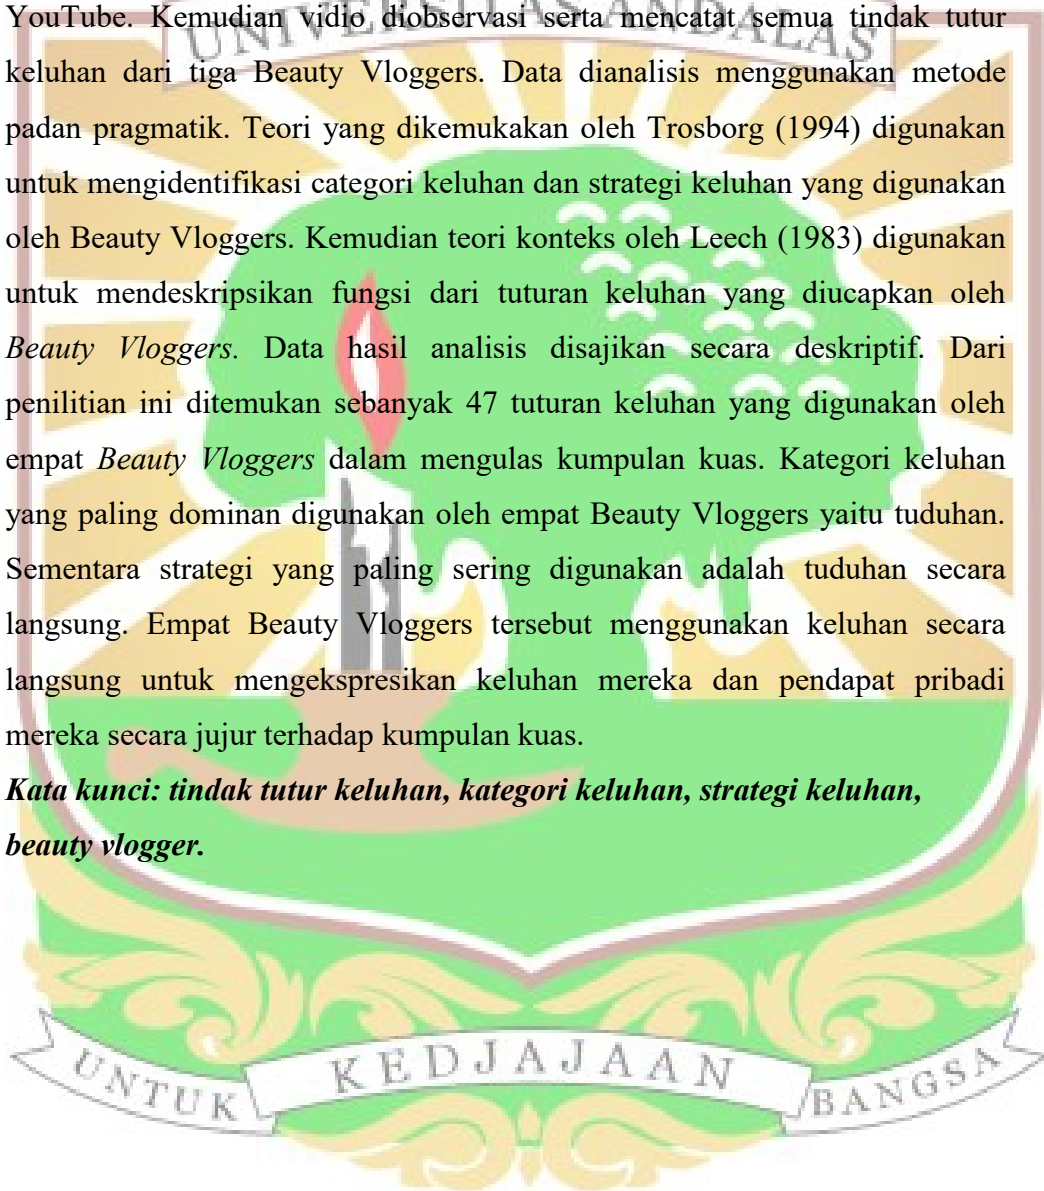 UNIVERSITAS ANDALAS
YouTube. Kemudian vidio diobservasi serta mencatat semua tindak tutur
keluhan dari tiga Beauty Vloggers. Data dianalisis menggunakan metode
padan pragmatik. Teori yang dikemukakan oleh Trosborg (1994) digunakan
untuk mengidentifikasi categori keluhan dan strategi keluhan yang digunakan
oleh Beauty Vloggers. Kemudian teori konteks oleh Leech (1983) digunakan
untuk mendeskripsikan fungsi dari tuturan keluhan yang diucapkan oleh
Beauty Vloggers. Data hasil analisis disajikan secara deskriptif. Dari
penilitian ini ditemukan sebanyak 47 tuturan keluhan yang digunakan oleh
empat Beauty Vloggers dalam mengulas kumpulan kuas. Kategori keluhan
yang paling dominan digunakan oleh empat Beauty Vloggers yaitu tuduhan.
Sementara strategi yang paling sering digunakan adalah tuduhan secara
langsung. Empat Beauty Vloggers tersebut menggunakan keluhan secara
langsung untuk mengekspresikan keluhan mereka dan pendapat pribadi
mereka secara jujur terhadap kumpulan kuas.
Kata kunci: tindak tutur keluhan, kategori keluhan, strategi keluhan,
beauty vlogger.
UNTUK KEDJAJAAN BANGSA